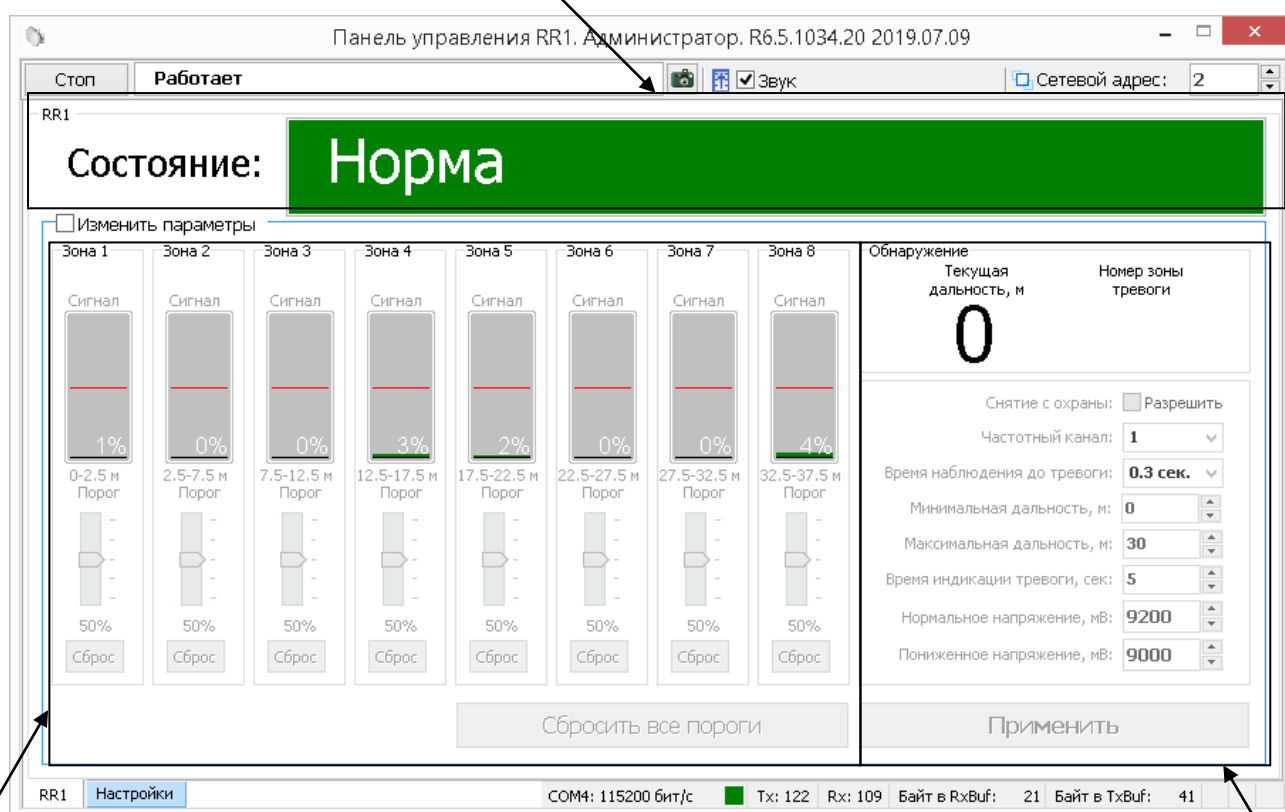 Панель управления RR1. Администратор. R6.5.1034.20 2019.07.09
Стоп Работает Звук Сетевой адрес: 2
RR1
Состояние: Норма
Изменить параметры
Зона 1 Зона 2 Зона 3 Зона 4 Зона 5 Зона 6 Зона 7 Зона 8
Сигнал Сигнал Сигнал Сигнал Сигнал Сигнал Сигнал Сигнал
1% 0% 0% 3% 2% 0% 0% 4%
0-2.5 м 2.5-7.5 м 7.5-12.5 м 12.5-17.5 м 17.5-22.5 м 22.5-27.5 м 27.5-32.5 м 32.5-37.5 м
Порог Порог Порог Порог Порог Порог Порог Порог
50% 50% 50% 50% 50% 50% 50% 50%
Сброс Сброс Сброс Сброс Сброс Сброс Сброс Сброс
Сбросить все пороги
Обнаружение
Текущая Номер зоны
дальность, м тревоги
0
Снятие с охраны: Разрешить
Частотный канал: 1
Время наблюдения до тревоги: 0.3 сек.
Минимальная дальность, м: 0
Максимальная дальность, м: 30
Время индикации тревоги, сек: 5
Нормальное напряжение, мВ: 9200
Пониженное напряжение, мВ: 9000
Применить
RR1 Настройки COM4: 115200 бит/с Tx: 122 Rx: 109 Байт в RxBuf: 21 Байт в TxBuf: 41